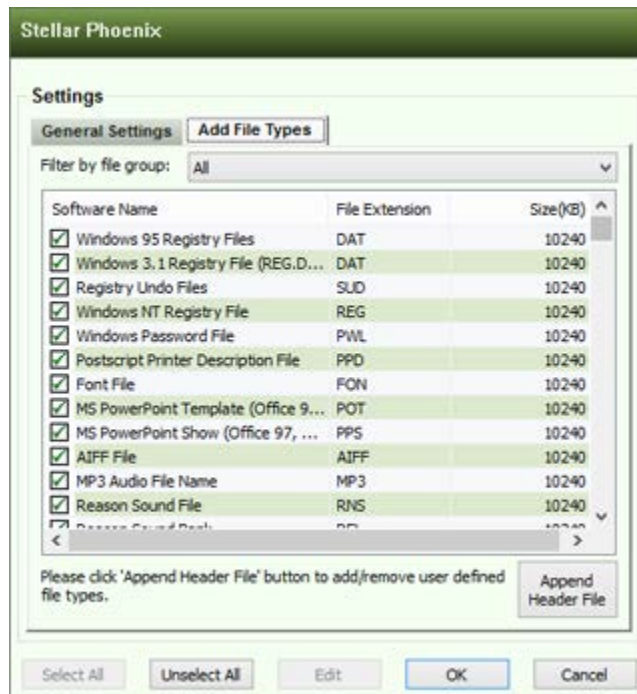 Stellar Phoenix
Settings
General Settings Add File Types
Filter by file group: All
Software Name File Extension Size(KB)
Windows 95 Registry Files DAT 10240
Windows 3.1 Registry File (REG.D... DAT 10240
Registry Undo Files SUD 10240
Windows NT Registry File REG 10240
Windows Password File PWL 10240
Postscript Printer Description File PPD 10240
Font File FON 10240
MS PowerPoint Template (Office 9... POT 10240
MS PowerPoint Show (Office 97, ... PPS 10240
AIFF File AIFF 10240
MP3 Audio File Name MP3 10240
Reason Sound File RNS 10240
Please click 'Append Header File' button to add/remove user defined
file types.
Append
Header File
Select All Unselect All Edit OK Cancel